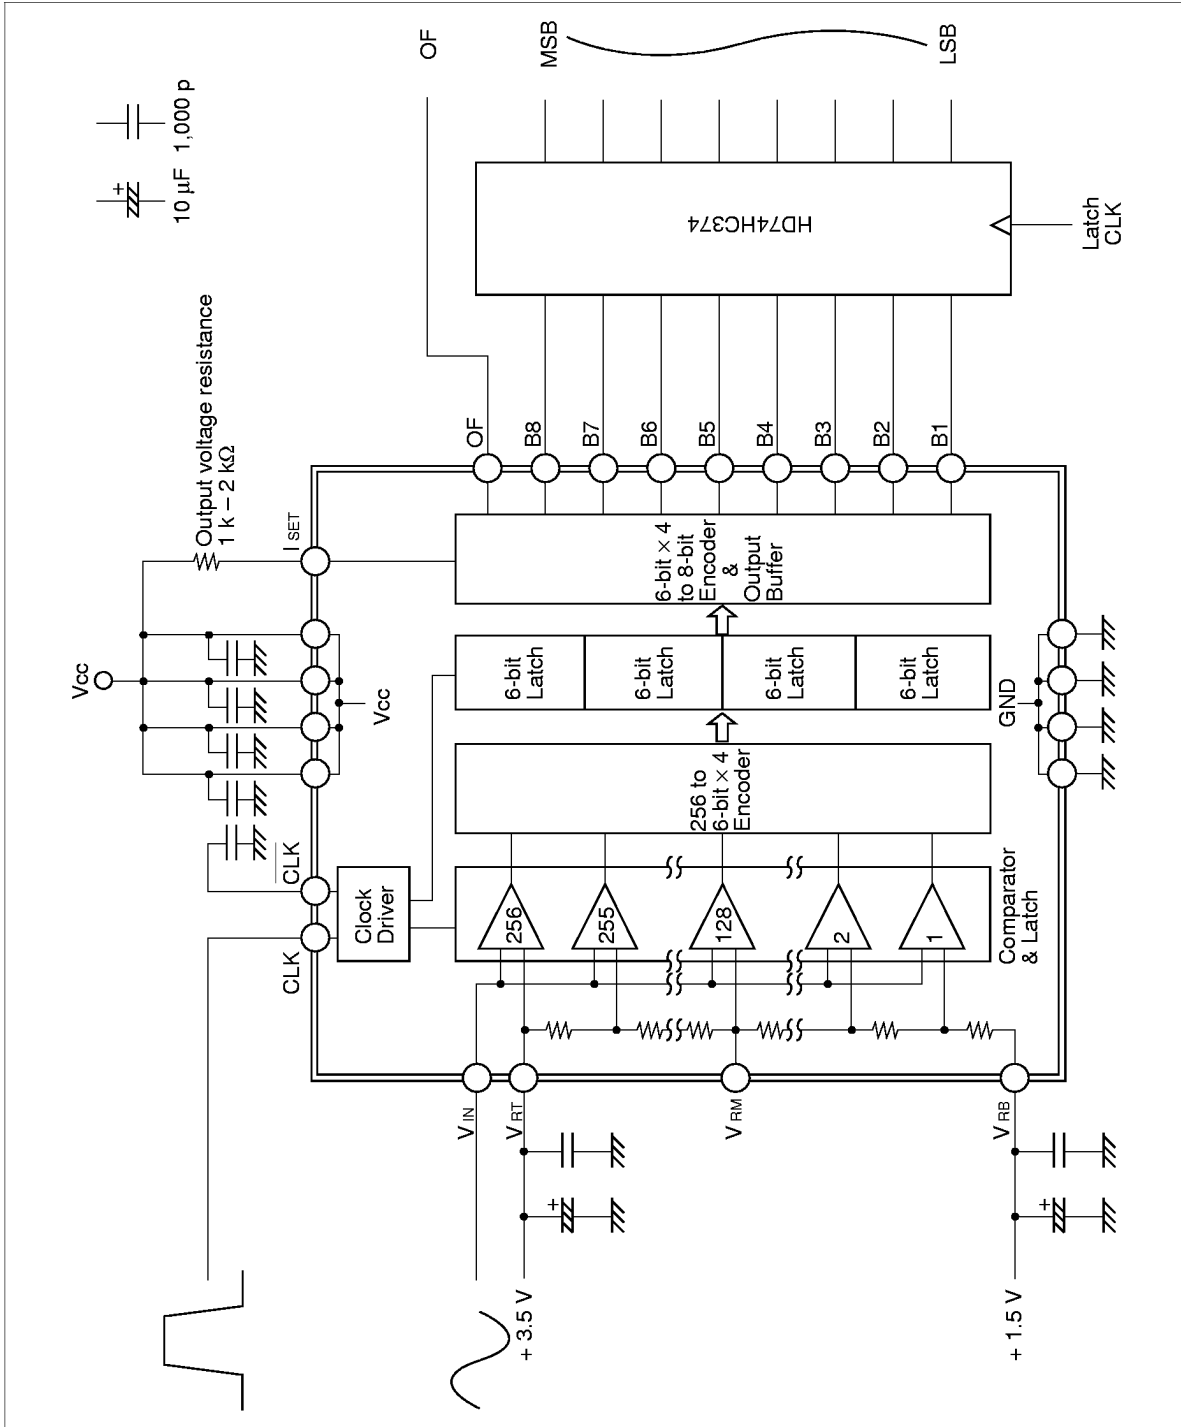 OF
MSB
LSB
10 µF
1,000 p
HD74HC374
Latch
CLK
Output voltage resistance
1 k – 2 kΩ
Vcc
I SET
OF
B8
B7
B6
B5
B4
B3
B2
B1
6-bit × 4
to 8-bit
Encoder
&
Output
Buffer
Vcc
6-bit
Latch
6-bit
Latch
6-bit
Latch
6-bit
Latch
GND
256 to
6-bit × 4
Encoder
CLK
CLK
Clock
Driver
256
255
128
2
1
Comparator
& Latch
V IN
V RT
V RM
V RB
+
+
+
+ 3.5 V
+ 1.5 V